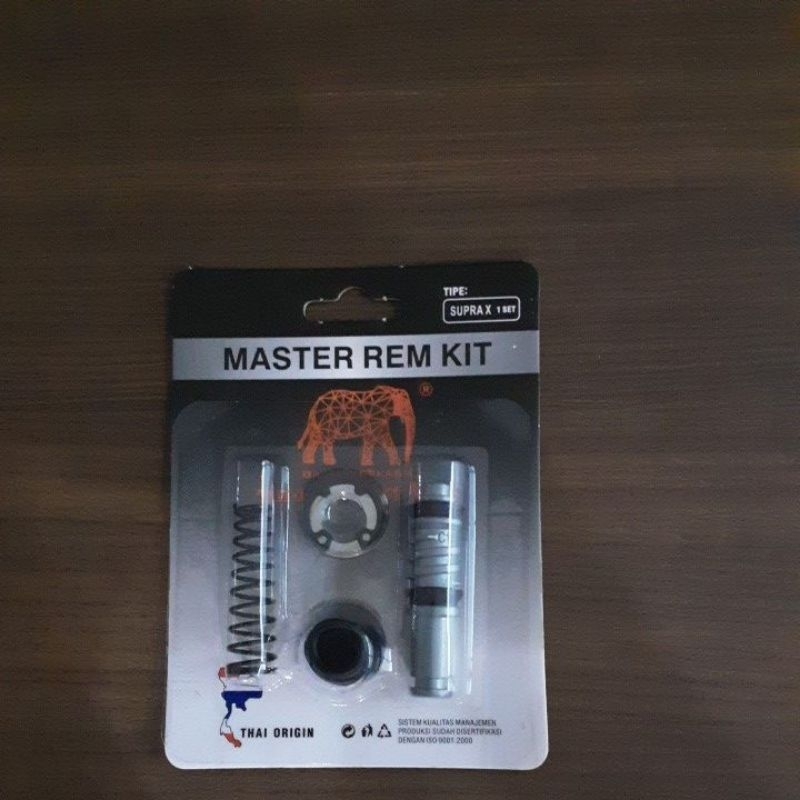 TIPE:
SUPRA X 1 SET
MASTER REM KIT
®
C
THAI ORIGIN
SISTEM KUALITAS MANAJEMEN
PRODUKSI SUDAH DISERTIFIKASI
DENGAN ISO 9001:2000